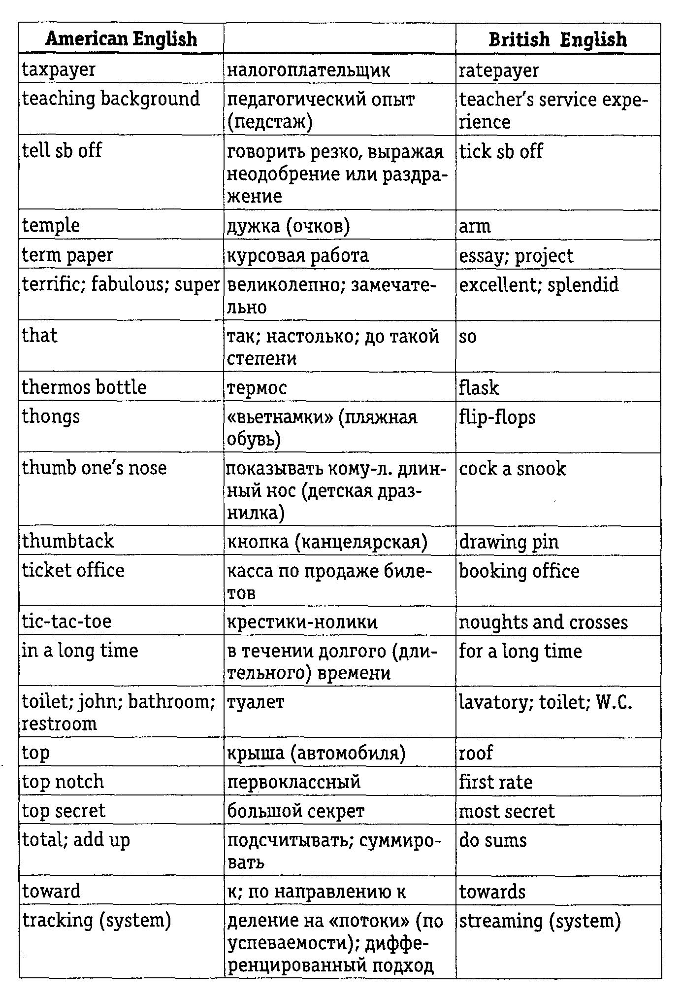 American English British English
taxpayer налогоплательщик ratepayer
teaching background педагогический опыт teacher's service expe-
(педстаж) rience
tell sb off говорить резко, выражая tick sb off
неодобрение или раздра-
жение
temple дужка (очков) arm
term paper курсовая работа essay; project
terrific; fabulous; super великолепно; замечате- excellent; splendid
льно
that так; настолько; до такой so
степени
thermos bottle термос flask
thongs «вьетнамки» (пляжная flip-flops
обувь)
thumb one's nose показывать кому-л. длин- cock a snook
ный нос (детская драз-
нилка)
thumbtack кнопка (канцелярская) drawing pin
ticket office касса по продаже биле- booking office
тов
tic-tac-toe крестики-нолики noughts and crosses
in a long time в течении долгого (дли- for a long time
тельного) времени
toilet; john; bathroom; туалет lavatory; toilet; W.C.
restroom
top крыша (автомобиля) roof
top notch первоклассный first rate
top secret большой секрет most secret
total; add up подсчитывать; суммиро- do sums
вать
toward к; по направлению к towards
tracking (system) деление на «потоки» (по streaming (system)
успеваемости); диффе-
ренцированный подход